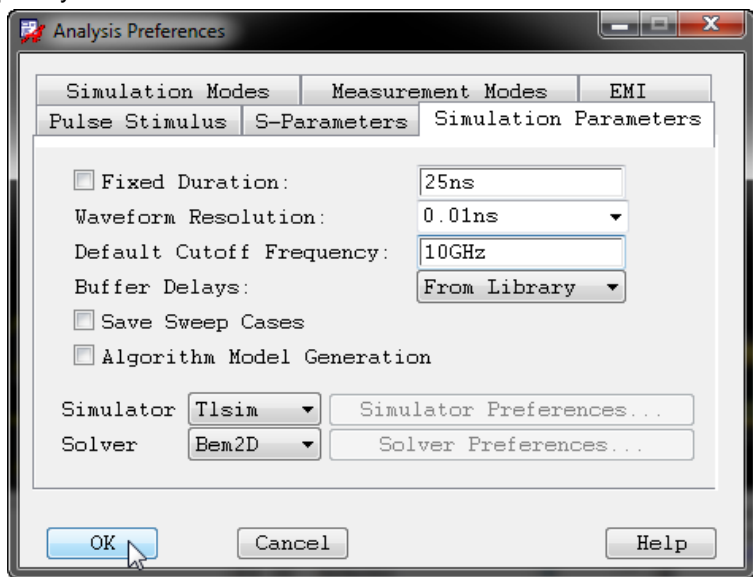 Analysis Preferences
Simulation Modes Measurement Modes EMI
Pulse Stimulus S-Parameters Simulation Parameters
Fixed Duration: 25ns
Waveform Resolution: 0.01ns
Default Cutoff Frequency: 10GHz
Buffer Delays: From Library
Save Sweep Cases
Algorithm Model Generation
Simulator Tlsim Simulator Preferences...
Solver Bem2D Solver Preferences...
OK Cancel Help